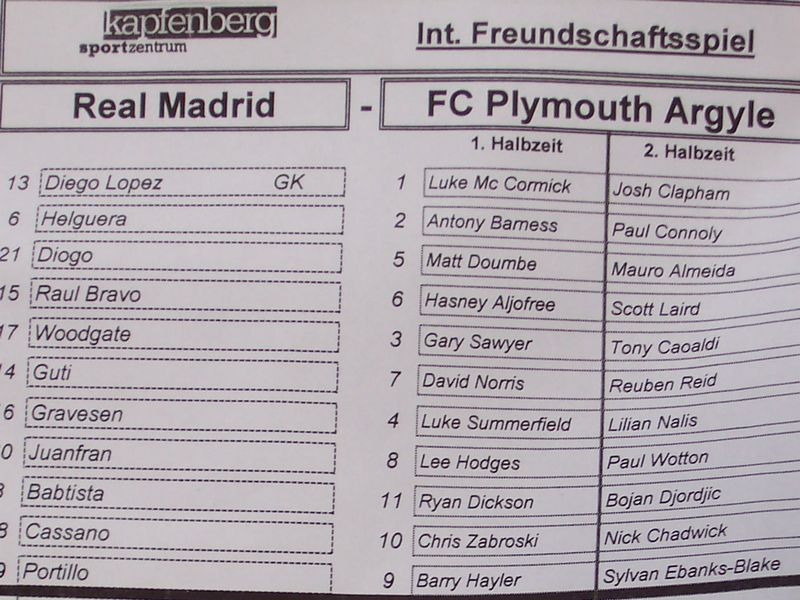 kapfenberg
sportzentrum
Int. Freundschaftsspiel
Real Madrid - FC Plymouth Argyle
1. Halbzeit 2. Halbzeit
13 Diego Lopez GK 1 Luke Mc Cormick Josh Clapham
6 Helguera 2 Antony Barness Paul Connoly
21 Diogo 5 Matt Doumbe Mauro Almeida
15 Raul Bravo 6 Hasney Aljofree Scott Laird
17 Woodgate 3 Gary Sawyer Tony Caoaldi
4 Guti 7 David Norris Reuben Reid
6 Gravesen 4 Luke Summerfield Lilian Nalis
0 Juanfran 8 Lee Hodges Paul Wotton
Babtista 11 Ryan Dickson Bojan Djordjic
8 Cassano 10 Chris Zabroski Nick Chadwick
9 Portillo 9 Barry Hayler Sylvan Ebanks-Blake